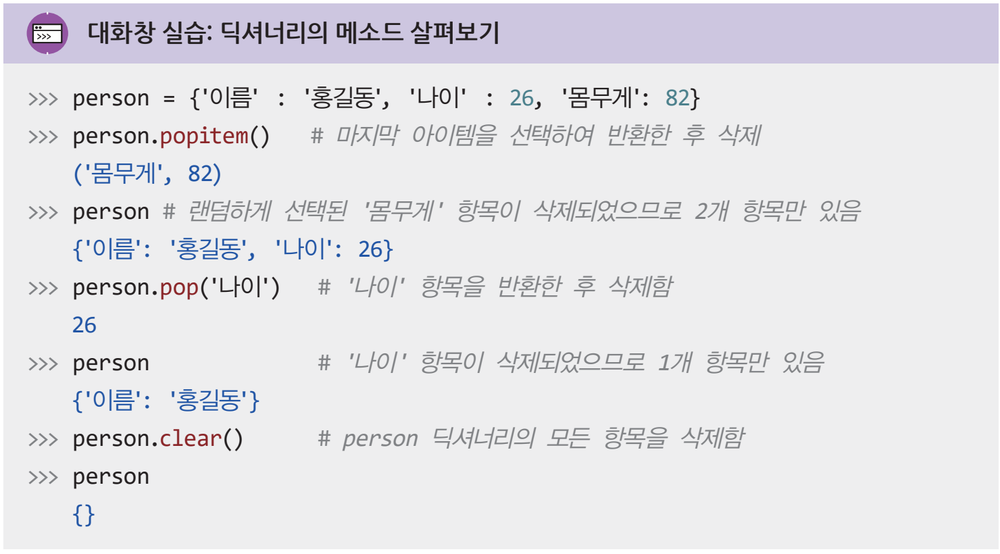 >>>
대화창 실습: 딕셔너리의 메소드 살펴보기
>>> person = {'이름' : '홍길동', '나이' : 26, '몸무게': 82}
>>> person.popitem()   # 마지막 아이템을 선택하여 반환한 후 삭제
('몸무게', 82)
>>> person # 랜덤하게 선택된 '몸무게' 항목이 삭제되었으므로 2개 항목만 있음
{'이름': '홍길동', '나이': 26}
>>> person.pop('나이')   # '나이' 항목을 반환한 후 삭제함
26
>>> person   # '나이' 항목이 삭제되었으므로 1개 항목만 있음
{'이름': '홍길동'}
>>> person.clear()   # person 딕셔너리의 모든 항목을 삭제함
>>> person
{}